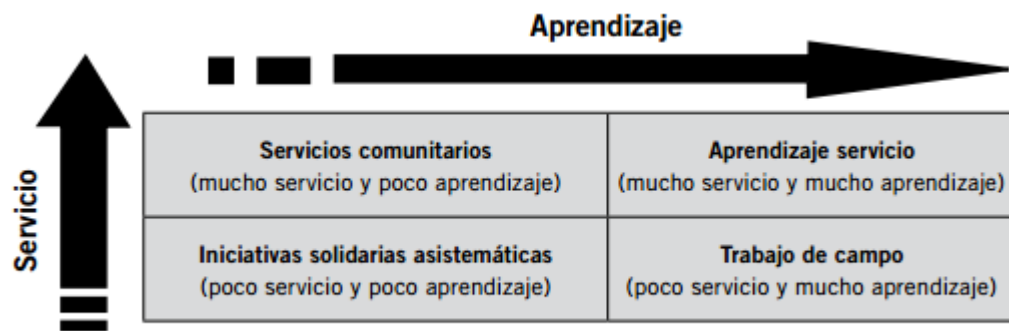 Aprendizaje
Servicio
Servicios comunitarios
(mucho servicio y poco aprendizaje)
Aprendizaje servicio
(mucho servicio y mucho aprendizaje)
Iniciativas solidarias asistemáticas
(poco servicio y poco aprendizaje)
Trabajo de campo
(poco servicio y mucho aprendizaje)